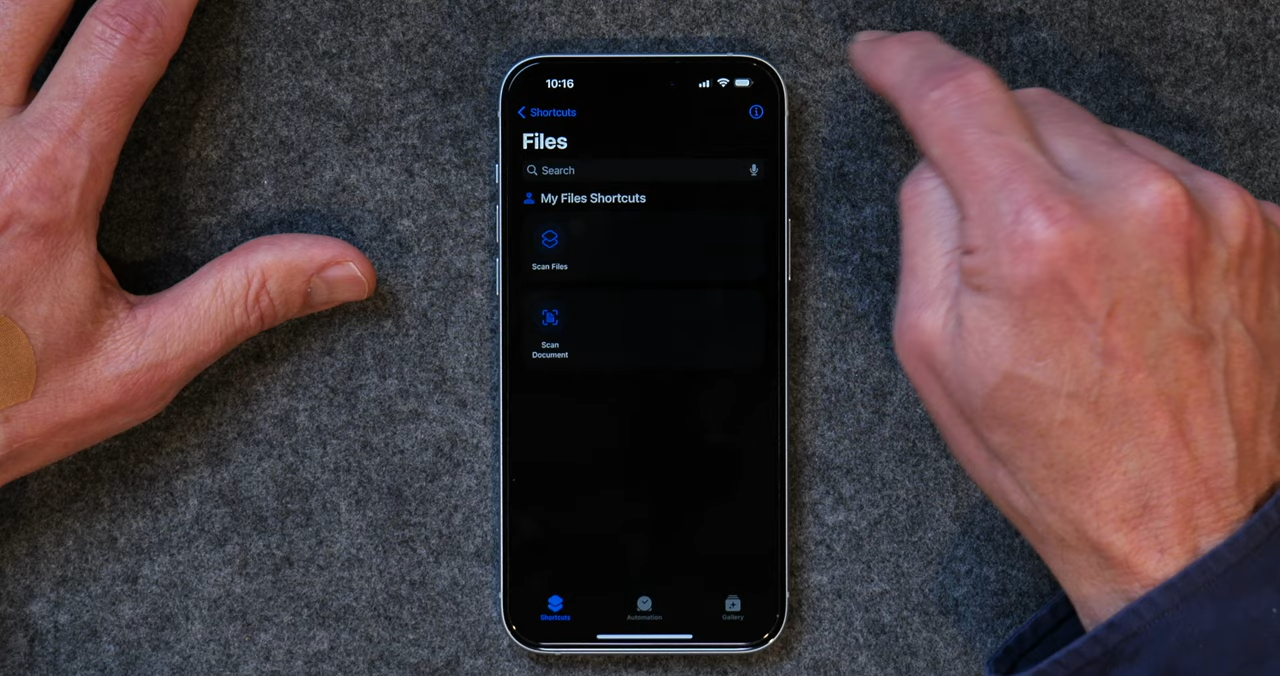 10:16
Shortcuts
Files
Search
My Files Shortcuts
Scan Files
Scan
Document
Shortcuts
Automation
Gallery